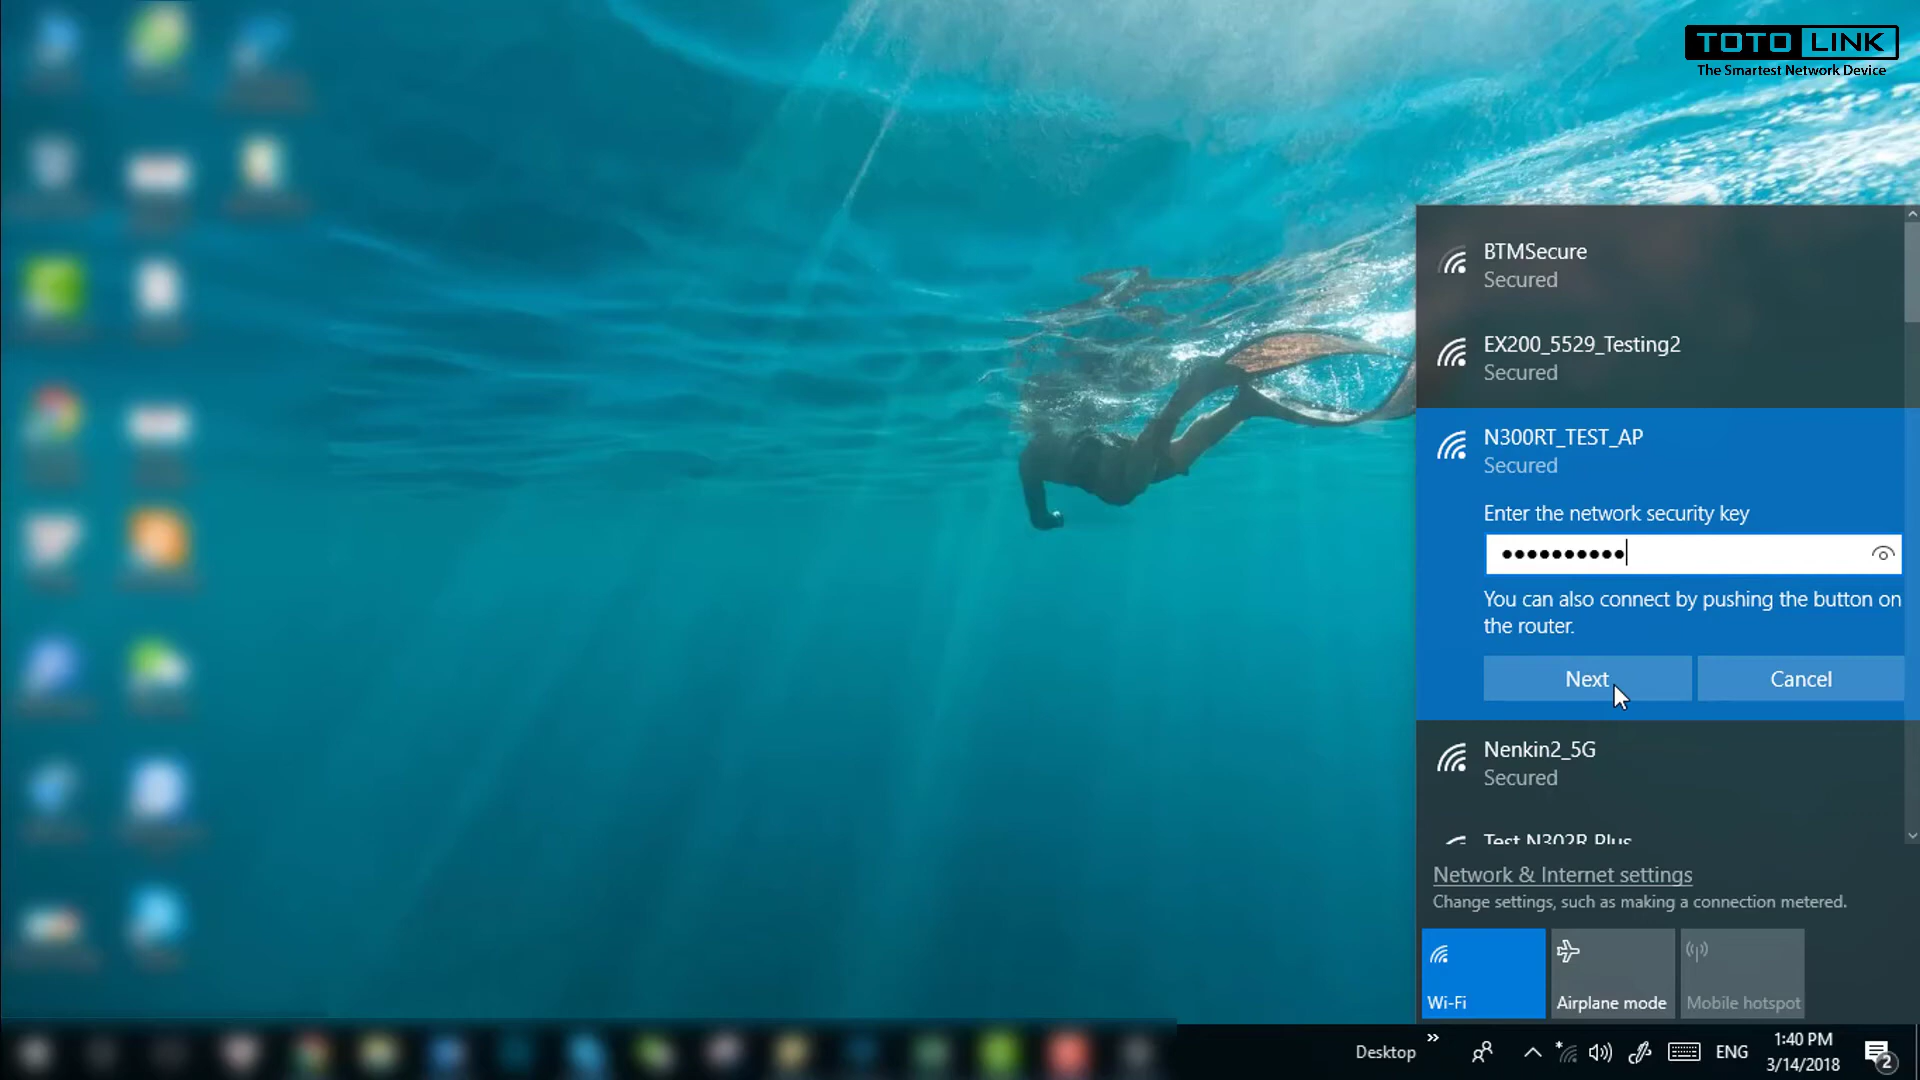 TOTO LINK
The Smartest Network Device
BTMSecure
Secured
EX200_5529_Testing2
Secured
N300RT_TEST_AP
Secured
Enter the network security key
••••••••••
You can also connect by pushing the button on
the router.
Next
Cancel
Nenkin2_5G
Secured
Test N302R Plus
Network & Internet settings
Change settings, such as making a connection metered.
Wi-Fi
Airplane mode
Mobile hotspot
Desktop
ENG
1:40 PM
3/14/2018
2